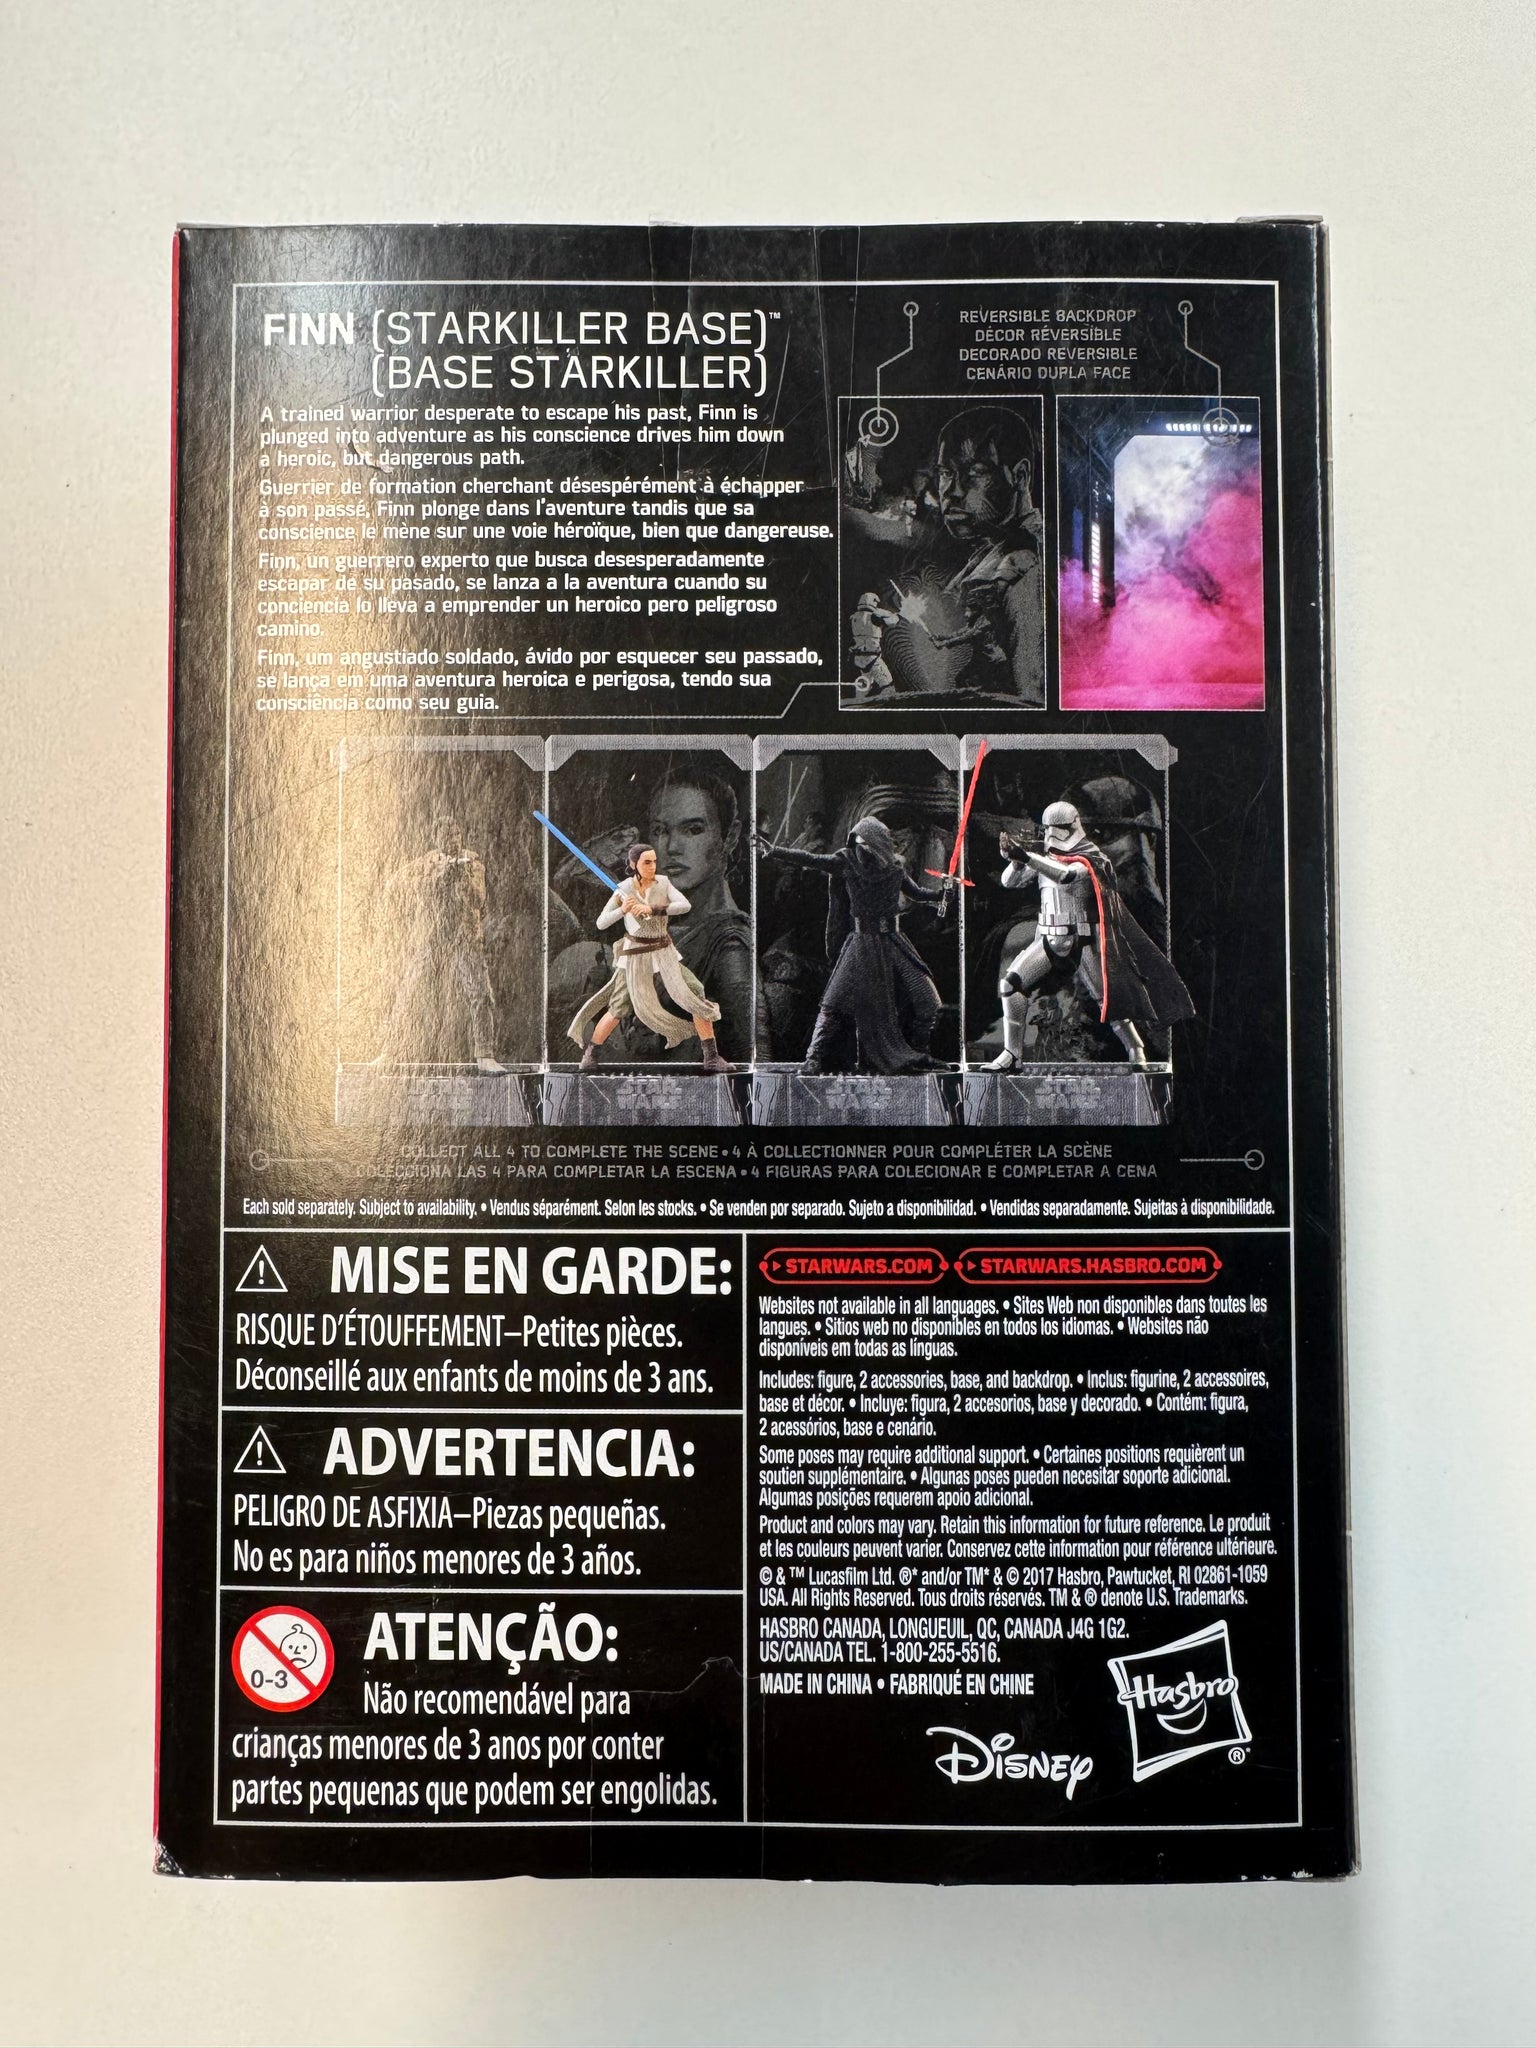 FINN (STARKILLER BASE)™
(BASE STARKILLER)
A trained warrior desperate to escape his past, Finn is
plunged into adventure as his conscience drives him down
a heroic, but dangerous path.
Guerrier de formation cherchant désespérément à échapper
à son passé, Finn plonge dans l'aventure tandis que sa
conscience le mène sur une voie héroïque, bien que dangereuse.
Finn, un guerrero experto que busca desesperadamente
escapar de su pasado, se lanza a la aventura cuando su
conciencia lo lleva a emprender un heroico pero peligroso
camino.
Finn, um angustiado soldado, ávido por esquecer seu passado,
se lança em uma aventura heroica e perigosa, tendo sua
consciência como seu guia.
REVERSIBLE BACKDROP
DÉCOR RÉVERSIBLE
DECORADO REVERSIBLE
CENÁRIO DUPLA FACE
STAR WARS
STAR WARS
STAR WARS
STAR WARS
COLLECT ALL 4 TO COMPLETE THE SCENE • 4 À COLLECTIONNER POUR COMPLÉTER LA SCÈNE
COLECCIONA LAS 4 PARA COMPLETAR LA ESCENA • 4 FIGURAS PARA COLECIONAR E COMPLETAR A CENA
Each sold separately. Subject to availability. • Vendus séparément. Selon les stocks. • Se venden por separado. Sujeto a disponibilidad. • Vendidas separadamente. Sujeitas à disponibilidade.
MISE EN GARDE:
RISQUE D'ÉTOUFFEMENT–Petites pièces.
Déconseillé aux enfants de moins de 3 ans.
ADVERTENCIA:
PELIGRO DE ASFIXIA–Piezas pequeñas.
No es para niños menores de 3 años.
0-3
ATENÇÃO:
Não recomendável para
crianças menores de 3 anos por conter
partes pequenas que podem ser engolidas.
STARWARS.COM STARWARS.HASBRO.COM
Websites not available in all languages. • Sites Web non disponibles dans toutes les
langues. • Sitios web no disponibles en todos los idiomas. • Websites não
disponíveis em todas as línguas.
Includes: figure, 2 accessories, base, and backdrop. • Inclus: figurine, 2 accessoires,
base et décor. • Incluye: figura, 2 accesorios, base y decorado. • Contém: figura,
2 acessórios, base e cenário.
Some poses may require additional support. • Certaines positions requièrent un
soutien supplémentaire. • Algunas poses pueden necesitar soporte adicional.
Algumas posições requerem apoio adicional.
Product and colors may vary. Retain this information for future reference. Le produit
et les couleurs peuvent varier. Conservez cette information pour référence ultérieure.
© & ™ Lucasfilm Ltd. ®* and/or TM* & © 2017 Hasbro, Pawtucket, RI 02861-1059
USA. All Rights Reserved. Tous droits réservés. TM & ® denote U.S. Trademarks.
HASBRO CANADA, LONGUEUIL, QC, CANADA J4G 1G2.
US/CANADA TEL. 1-800-255-5516.
MADE IN CHINA • FABRIQUÉ EN CHINE
Disney
Hasbro
®*